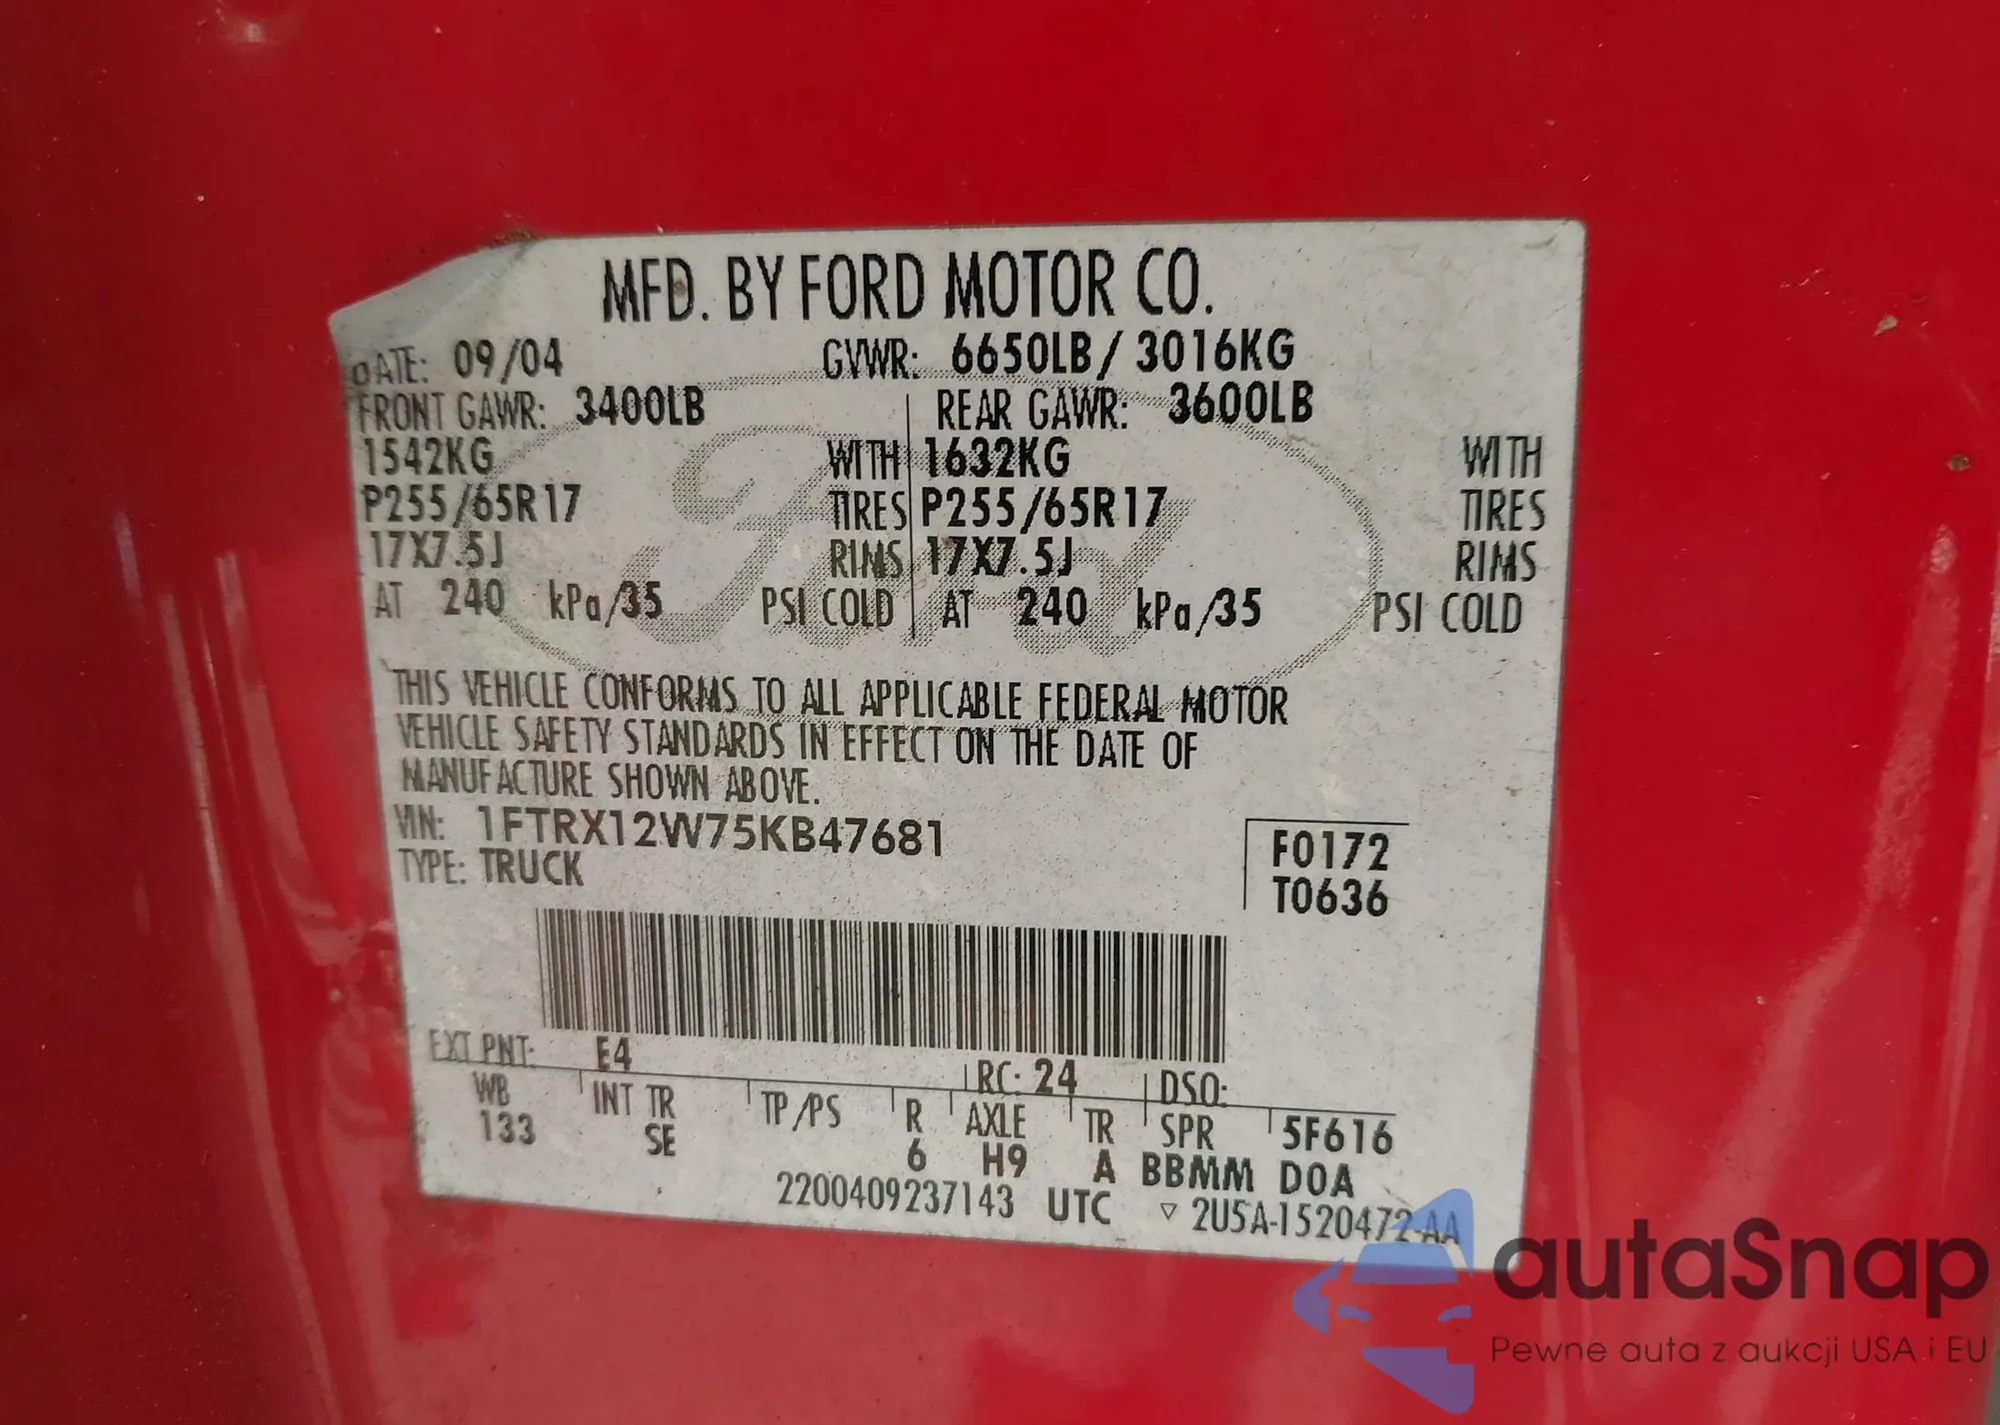 MFD. BY FORD MOTOR CO.
DATE: 09/04 GVWR: 6650LB / 3016KG
FRONT GAWR: 3400LB REAR GAWR: 3600LB
1542KG WITH 1632KG WITH
P255/65R17 TIRES P255/65R17 TIRES
17X7.5J RIMS 17X7.5J RIMS
AT 240 kPa/35 PSI COLD AT 240 kPa/35 PSI COLD
THIS VEHICLE CONFORMS TO ALL APPLICABLE FEDERAL MOTOR
VEHICLE SAFETY STANDARDS IN EFFECT ON THE DATE OF
MANUFACTURE SHOWN ABOVE.
VIN: 1FTRX12W75KB47681
TYPE: TRUCK
F0172
T0636
EXT PNT: E4 RC: 24 DSO:
WB INT TR TP/PS R AXLE TR SPR 5F616
133 SE 6 H9 A BBMM D0A
2200409237143 UTC ▽ 2U5A-1520472-AA
Ford
autaSnap
Pewne auta z aukcji USA i EU